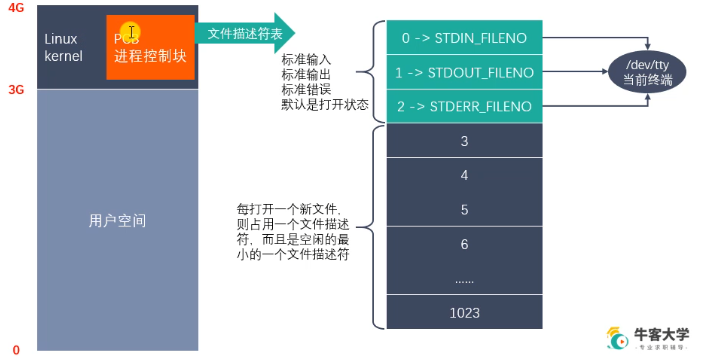 4G
Linux
kernel
PCB
进程控制块
文件描述符表
3G
用户空间
0
标准输入
标准输出
标准错误
默认是打开状态
每打开一个新文件，
则占用一个文件描述
符，而且是空闲的最
小的一个文件描述符
0 -> STDIN_FILENO
1 -> STDOUT_FILENO
2 -> STDERR_FILENO
3
4
5
6
......
1023
/dev/tty
当前终端
牛客大学
-专业求职辅导-